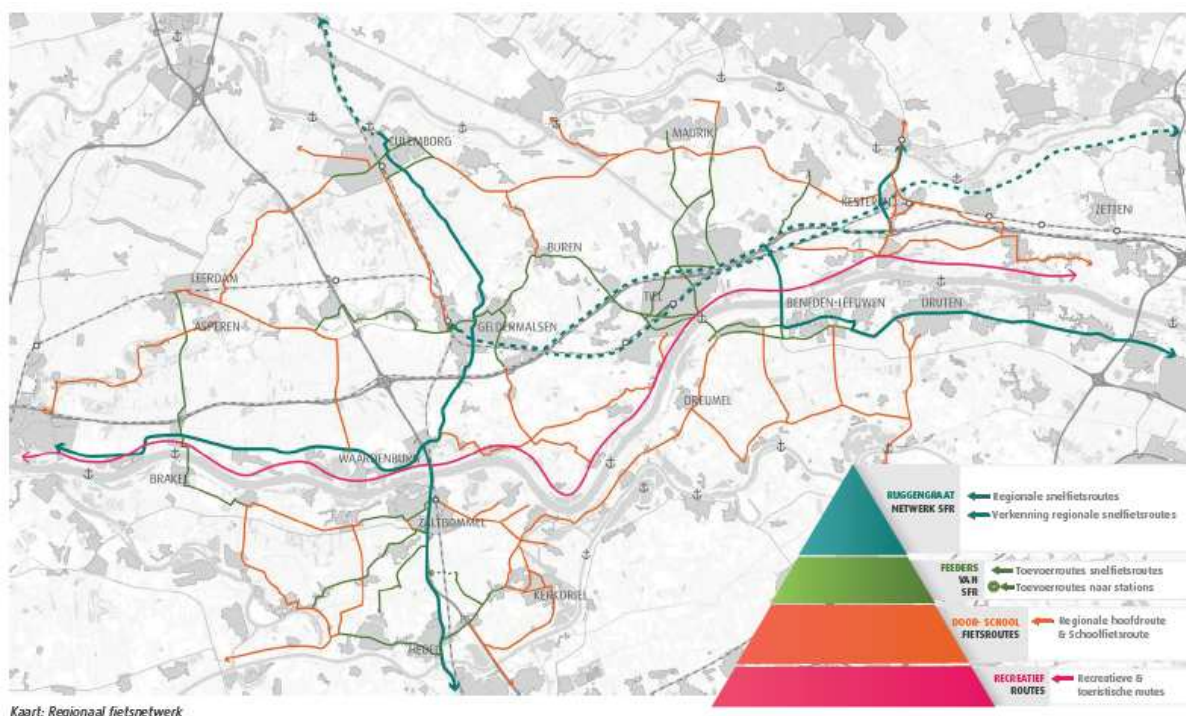 CULEMBORG
MAURIK
KESTEREN
ZETTEN
BUREN
LEERDAM
TIEL
BENEDEN-LEEUWEN
DRUTEN
ASPEREN
GELDERMALSEN
DREUMEL
WAARDENBURG
BRAKEL
ZALTBOMMEL
KERKDRIEL
HEDEL
RUGGENGRAAT
NETWERK SFR
Regionale snelfietsroutes
Verkenning regionale snelfietsroutes
FEEDERS
VAN
SFR
Toevoerroutes snelfietsroutes
Toevoerroutes naar stations
DOOR- SCHOOL
FIETSROUTES
Regionale hoofdroute
& Schoolfietsroute
RECREATIEF
ROUTES
Recreatieve &
toeristische routes
Kaart: Regionaal fietsnetwerk